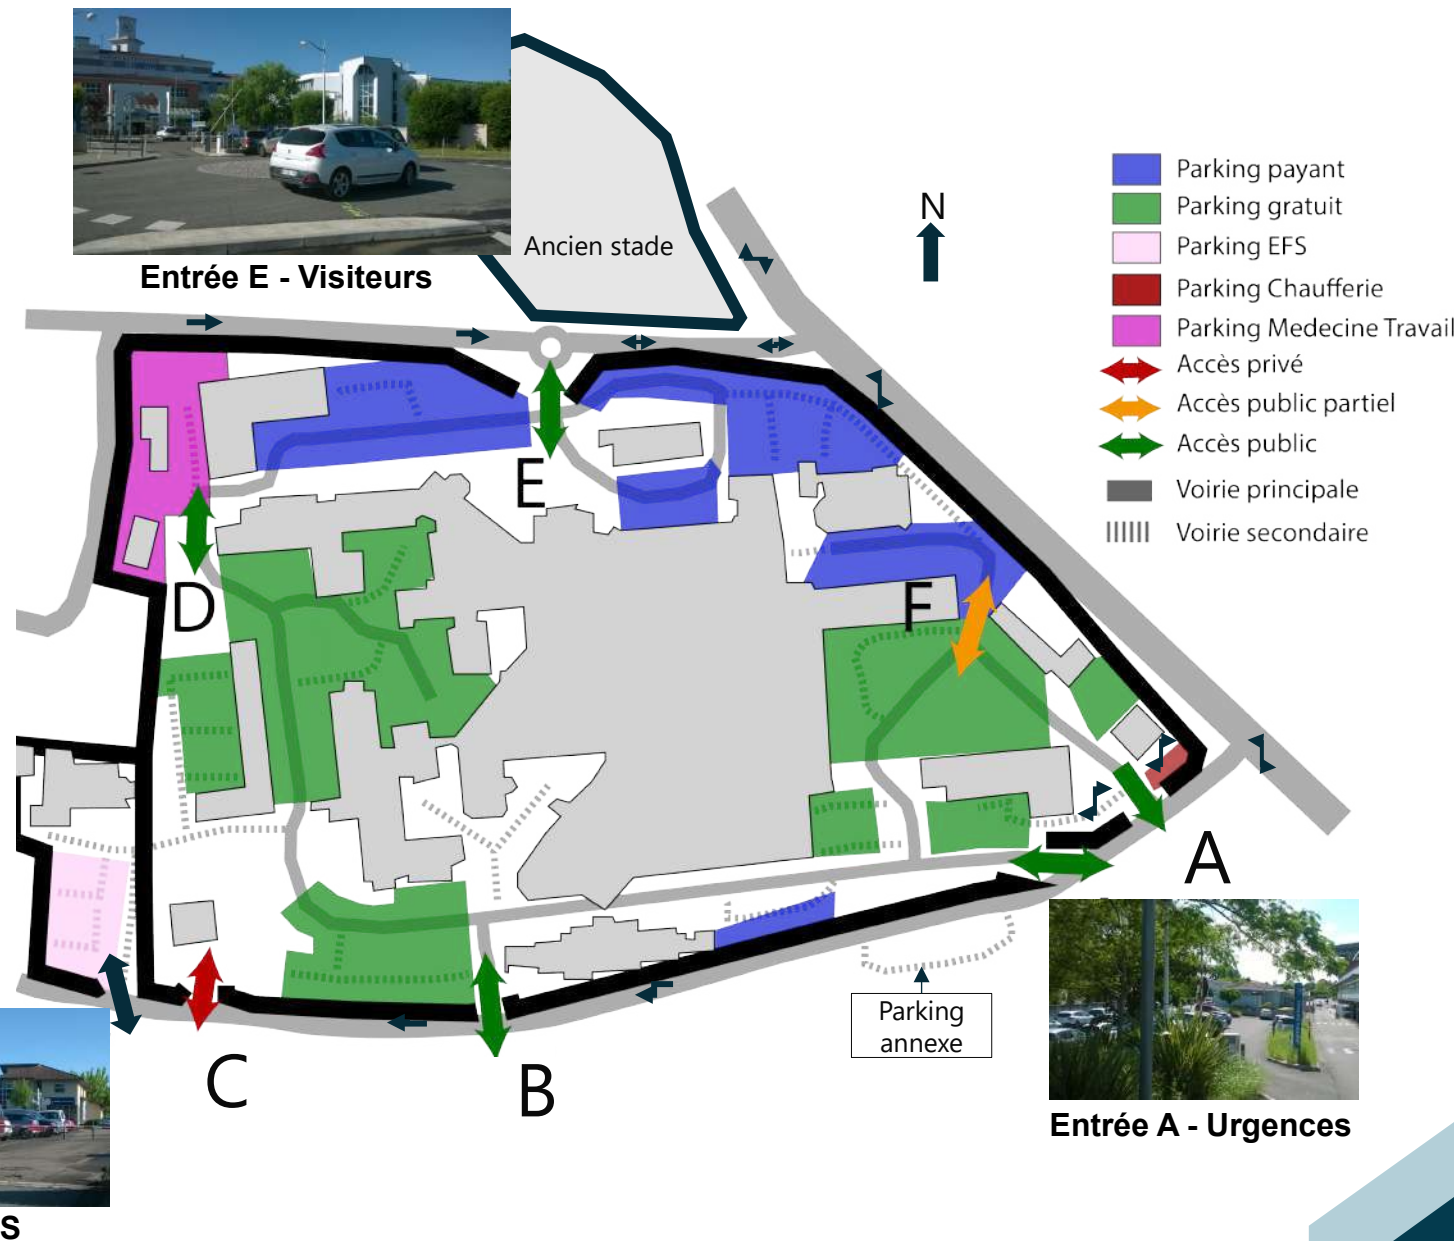 Entrée E - Visiteurs
Ancien stade
N
Parking payant
Parking gratuit
Parking EFS
Parking Chaufferie
Parking Medecine Travail
Accès privé
Accès public partiel
Accès public
Voirie principale
Voirie secondaire
E
D
F
A
Parking
annexe
C
B
Entrée A - Urgences
S